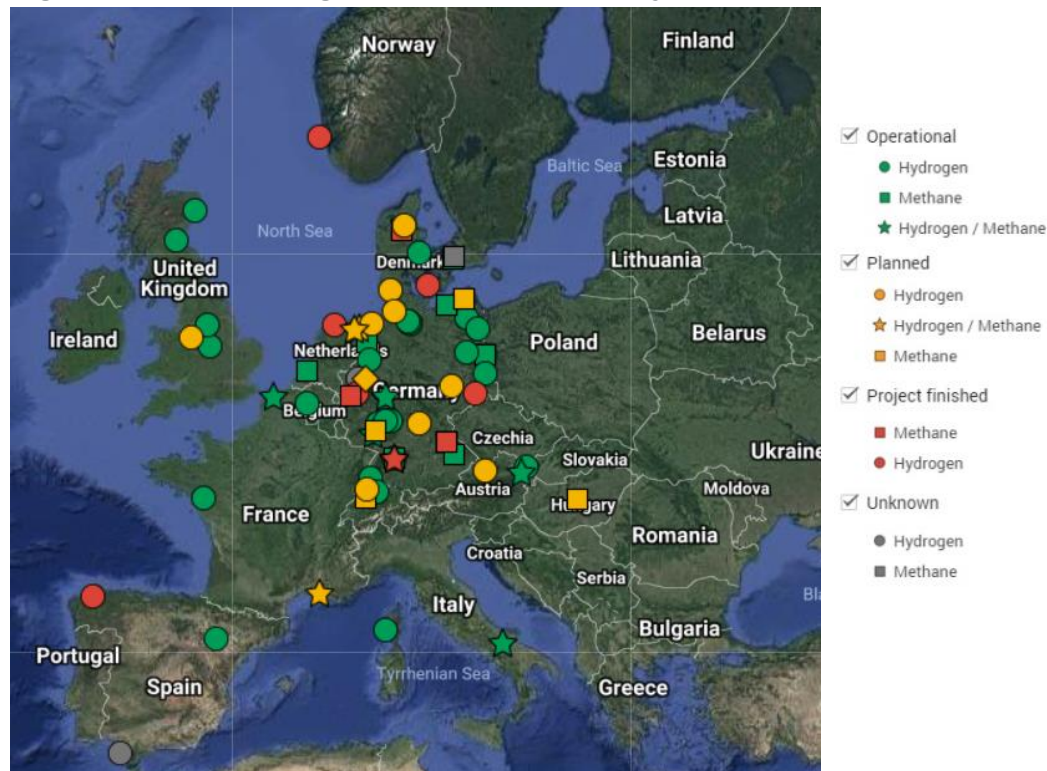 Norway
Finland
Baltic Sea
Estonia
Latvia
North Sea
Denmark
Lithuania
United
Kingdom
Ireland
Belarus
Poland
Netherlands
Germany
Belgium
Czechia
Ukraine
Slovakia
Austria
Moldova
France
Hungary
Romania
Croatia
Serbia
Italy
Bulgaria
Portugal
Tyrrhenian Sea
Spain
Greece
Operational
Hydrogen
Methane
Hydrogen / Methane
Planned
Hydrogen
Hydrogen / Methane
Methane
Project finished
Methane
Hydrogen
Unknown
Hydrogen
Methane